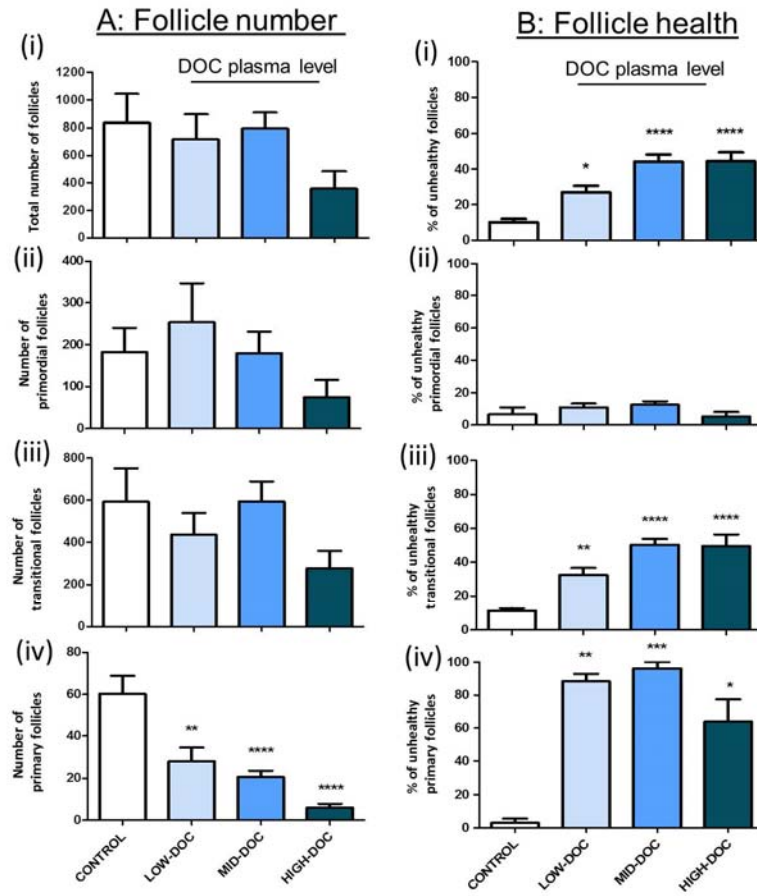 A: Follicle number
(i)
DOC plasma level
Total number of follicles
1200
1000
800
600
400
200
0
(ii)
Number of
primordial follicles
400
300
200
100
0
(iii)
Number of
transitional follicles
800
600
400
200
0
(iv)
Number of
primary follicles
80
60
40
20
0
**
****
****
CONTROL
LOW-DOC
MID-DOC
HIGH-DOC
B: Follicle health
(i)
DOC plasma level
% of unhealthy follicles
100
80
60
40
20
0
*
****
****
(ii)
% of unhealthy
primordial follicles
100
80
60
40
20
0
(iii)
% of unhealthy
transitional follicles
100
80
60
40
20
0
**
****
****
(iv)
% of unhealthy
primary follicles
100
80
60
40
20
0
**
***
*
CONTROL
LOW-DOC
MID-DOC
HIGH-DOC